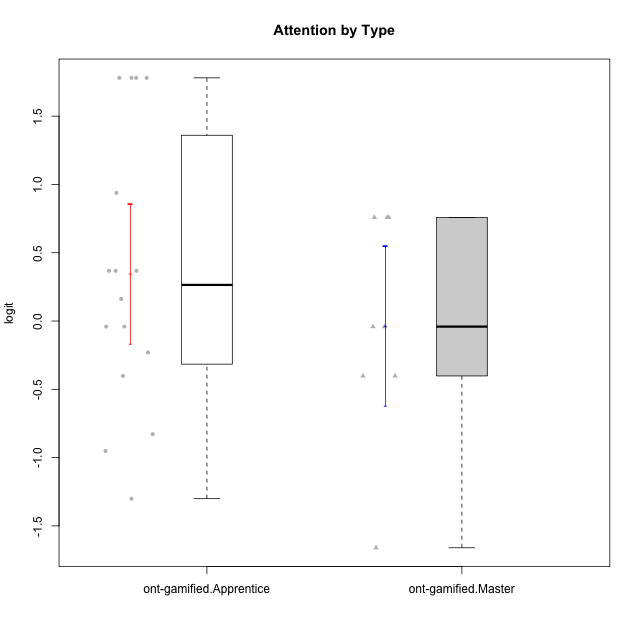 Attention by Type
logit
1.5
1.0
0.5
0.0
-0.5
-1.0
-1.5
ont-gamified.Apprentice
ont-gamified.Master